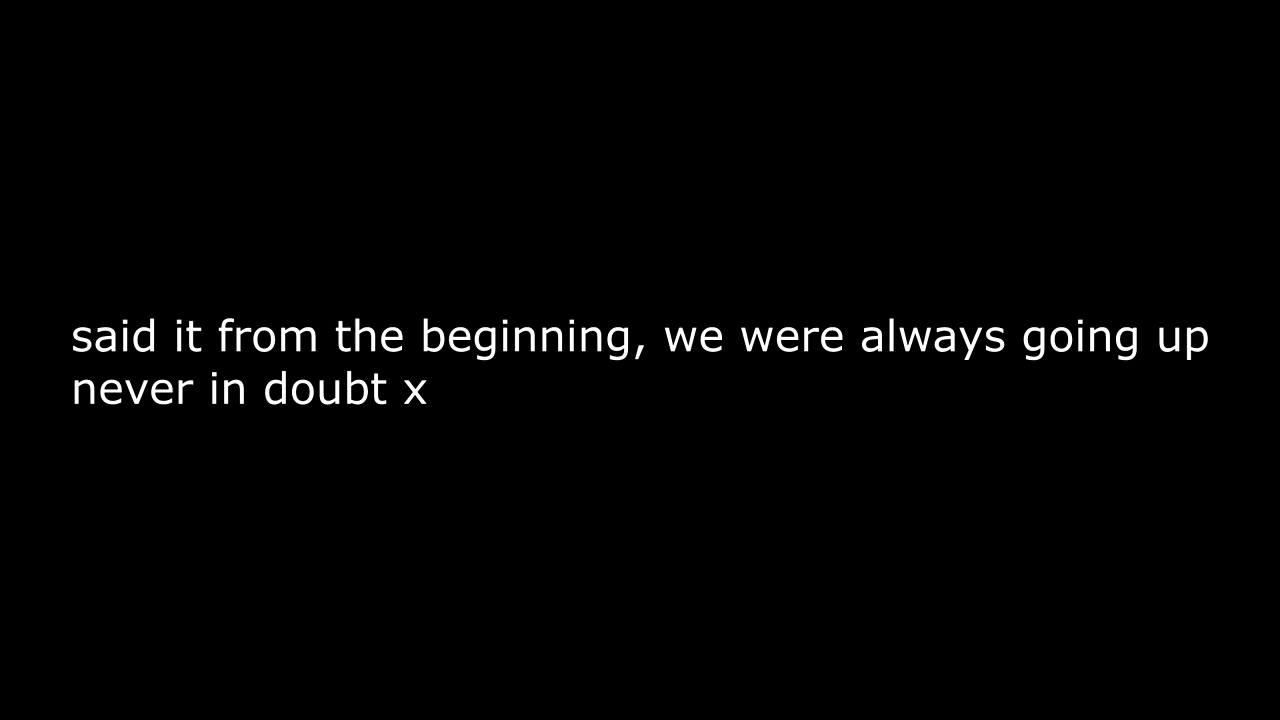 said it from the beginning, we were always going up
never in doubt x